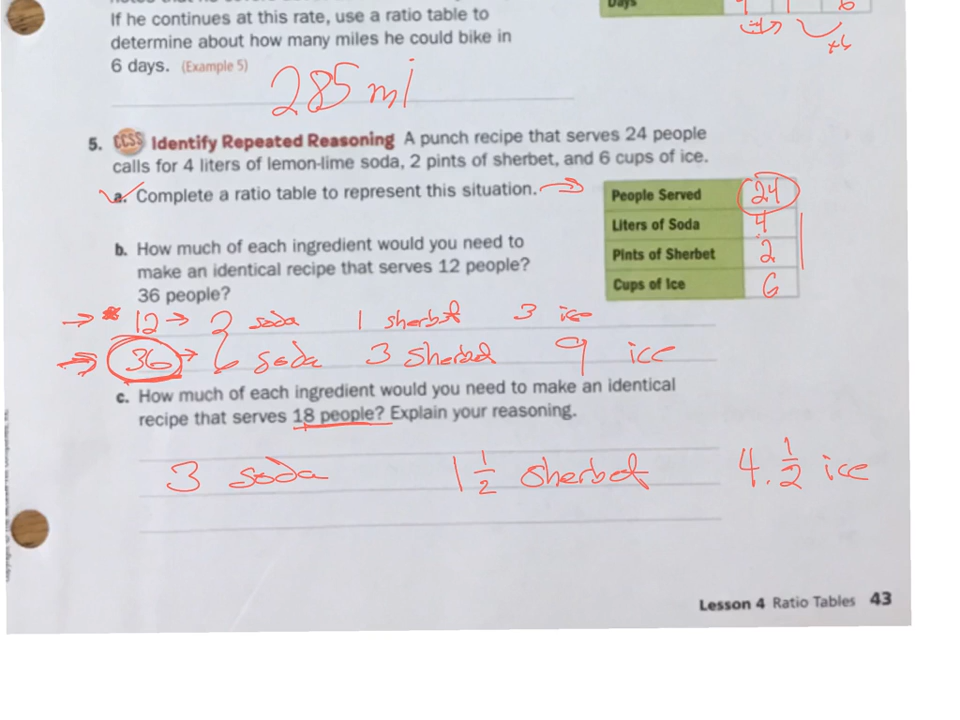 If he continues at this rate, use a ratio table to
determine about how many miles he could bike in
6 days. (Example 5)
Days 1 6
×6
285 mi
5. CCSS Identify Repeated Reasoning A punch recipe that serves 24 people
calls for 4 liters of lemon-lime soda, 2 pints of sherbet, and 6 cups of ice.
a. Complete a ratio table to represent this situation.
People Served 24
Liters of Soda 4
Pints of Sherbet 2
Cups of Ice 6
b. How much of each ingredient would you need to
make an identical recipe that serves 12 people?
36 people?
→ * 12 → 2 soda 1 sherbet 3 ice
→ 36 → 6 soda 3 sherbet 9 ice
c. How much of each ingredient would you need to make an identical
recipe that serves 18 people? Explain your reasoning.
3 soda 1 1/2 sherbet 4. 1/2 ice
Lesson 4 Ratio Tables 43